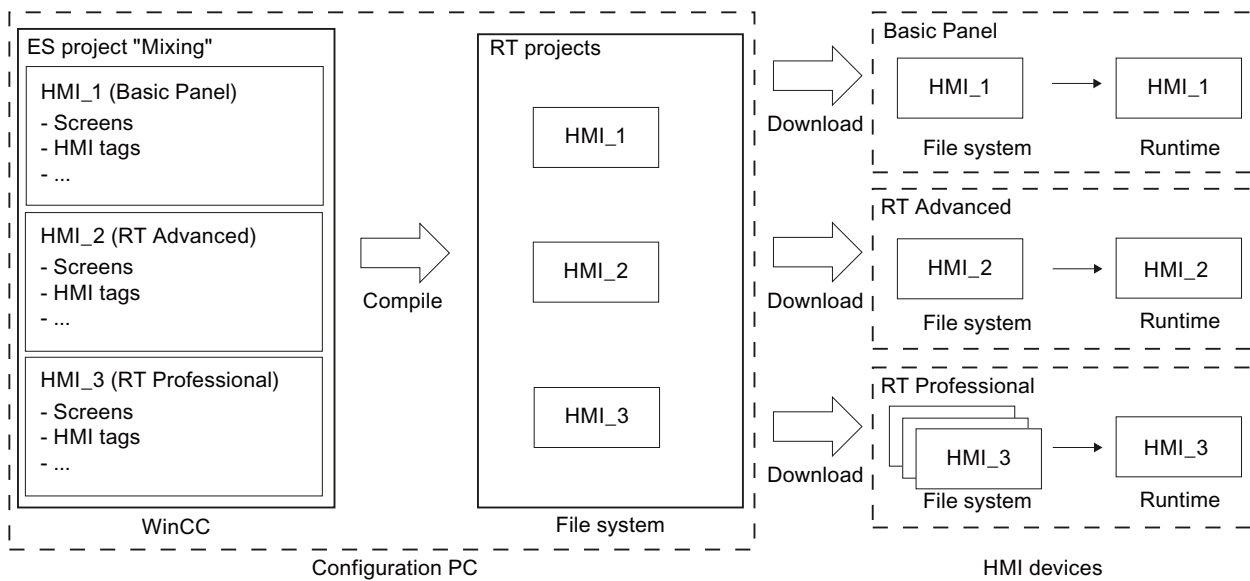 ES project "Mixing"
HMI_1 (Basic Panel)
- Screens
- HMI tags
- ...
HMI_2 (RT Advanced)
- Screens
- HMI tags
- ...
HMI_3 (RT Professional)
- Screens
- HMI tags
- ...
WinCC
Compile
RT projects
HMI_1
HMI_2
HMI_3
File system
Configuration PC
Download
Download
Download
Basic Panel
HMI_1
HMI_1
File system
Runtime
RT Advanced
HMI_2
HMI_2
File system
Runtime
RT Professional
HMI_3
HMI_3
File system
Runtime
HMI devices